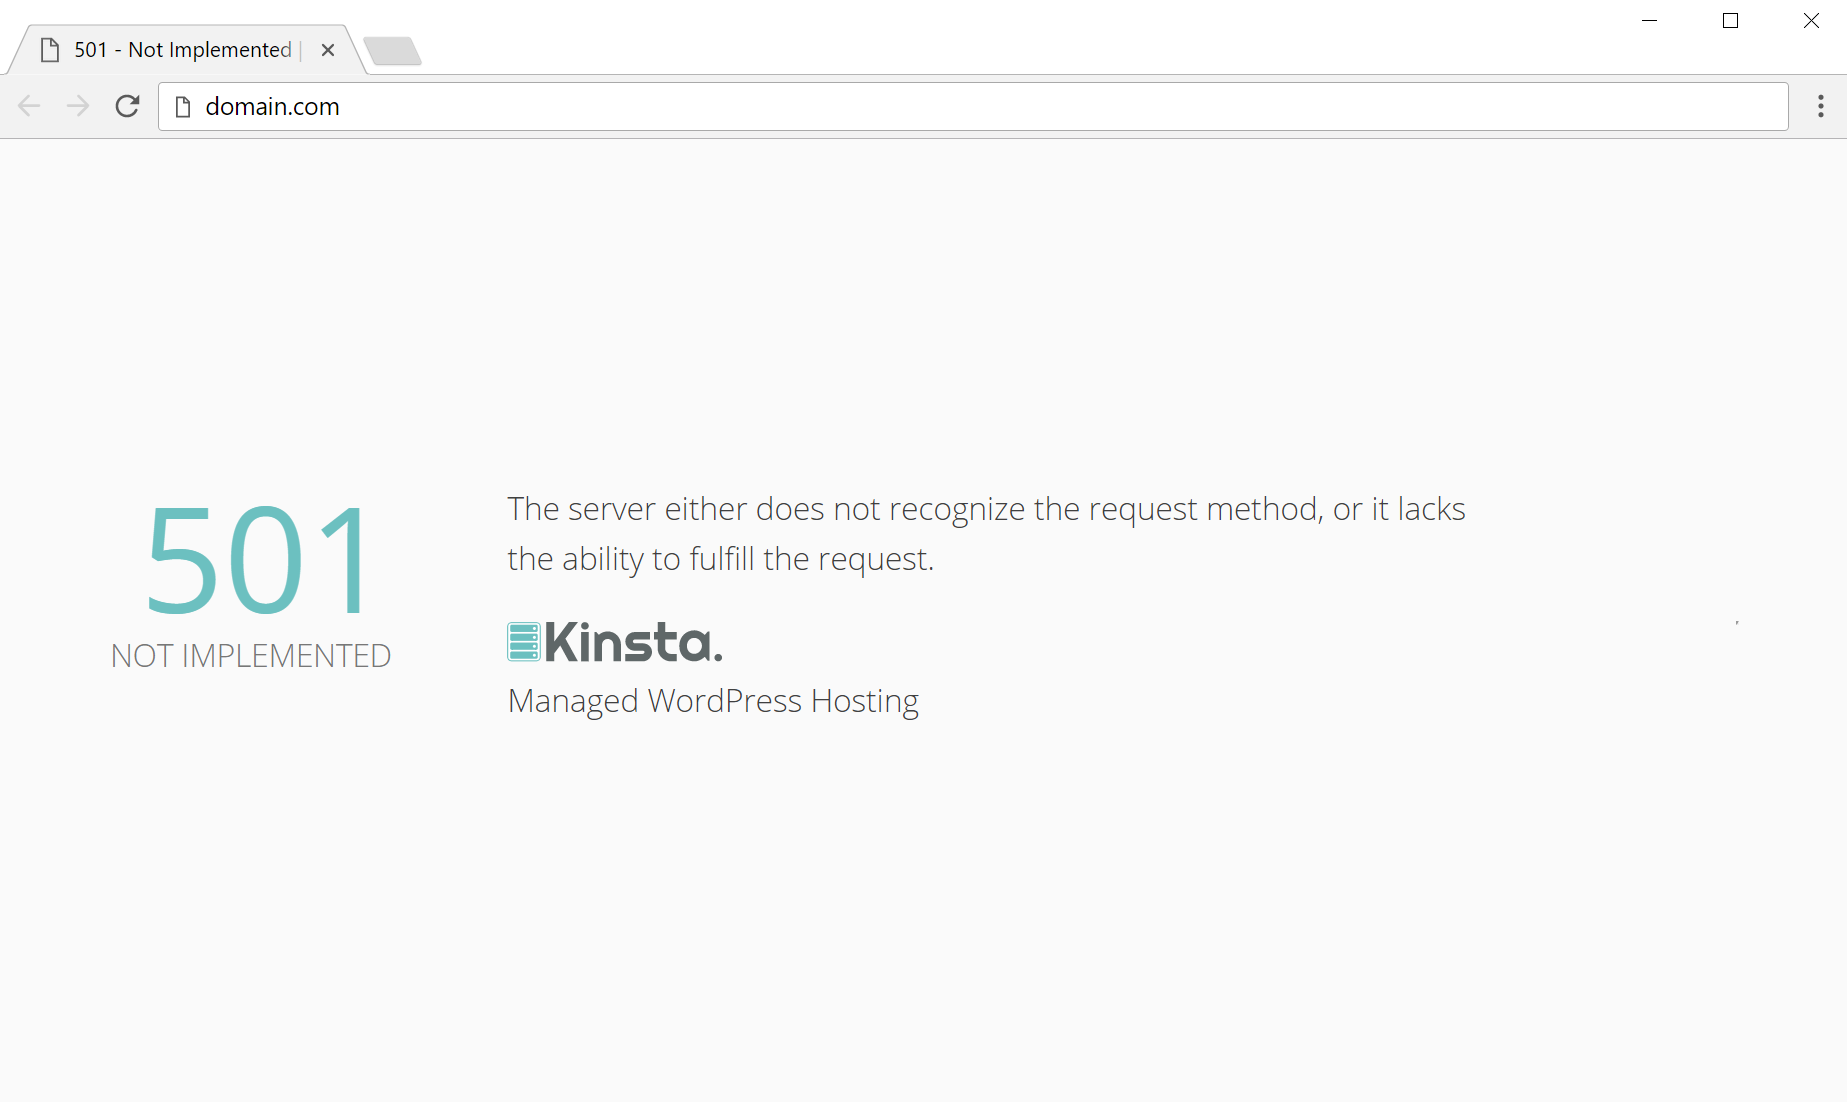 501 - Not Implemented |
domain.com
501
NOT IMPLEMENTED
The server either does not recognize the request method, or it lacks
the ability to fulfill the request.
Kinsta.
Managed WordPress Hosting